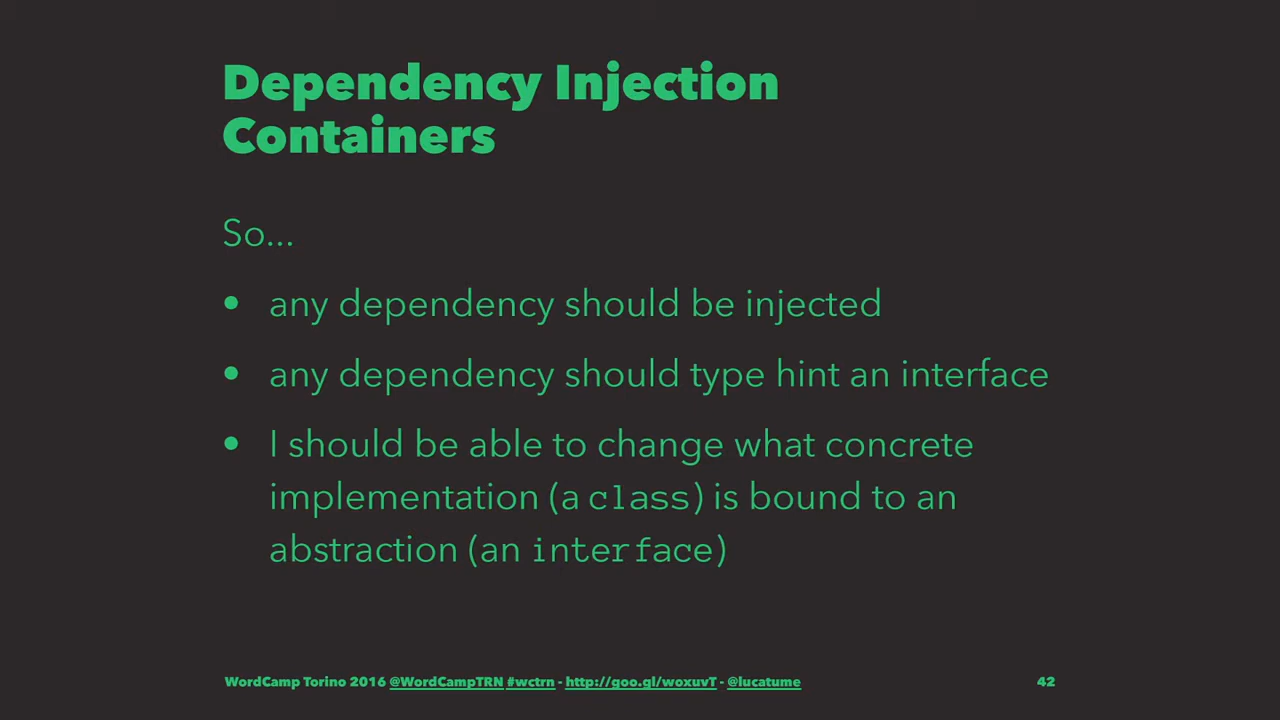 Dependency Injection
Containers
So...
• any dependency should be injected
• any dependency should type hint an interface
• I should be able to change what concrete
implementation (a class) is bound to an
abstraction (an interface)
WordCamp Torino 2016 @WordCampTRN #wctrn - http://goo.gl/woxuvT - @lucatume 42